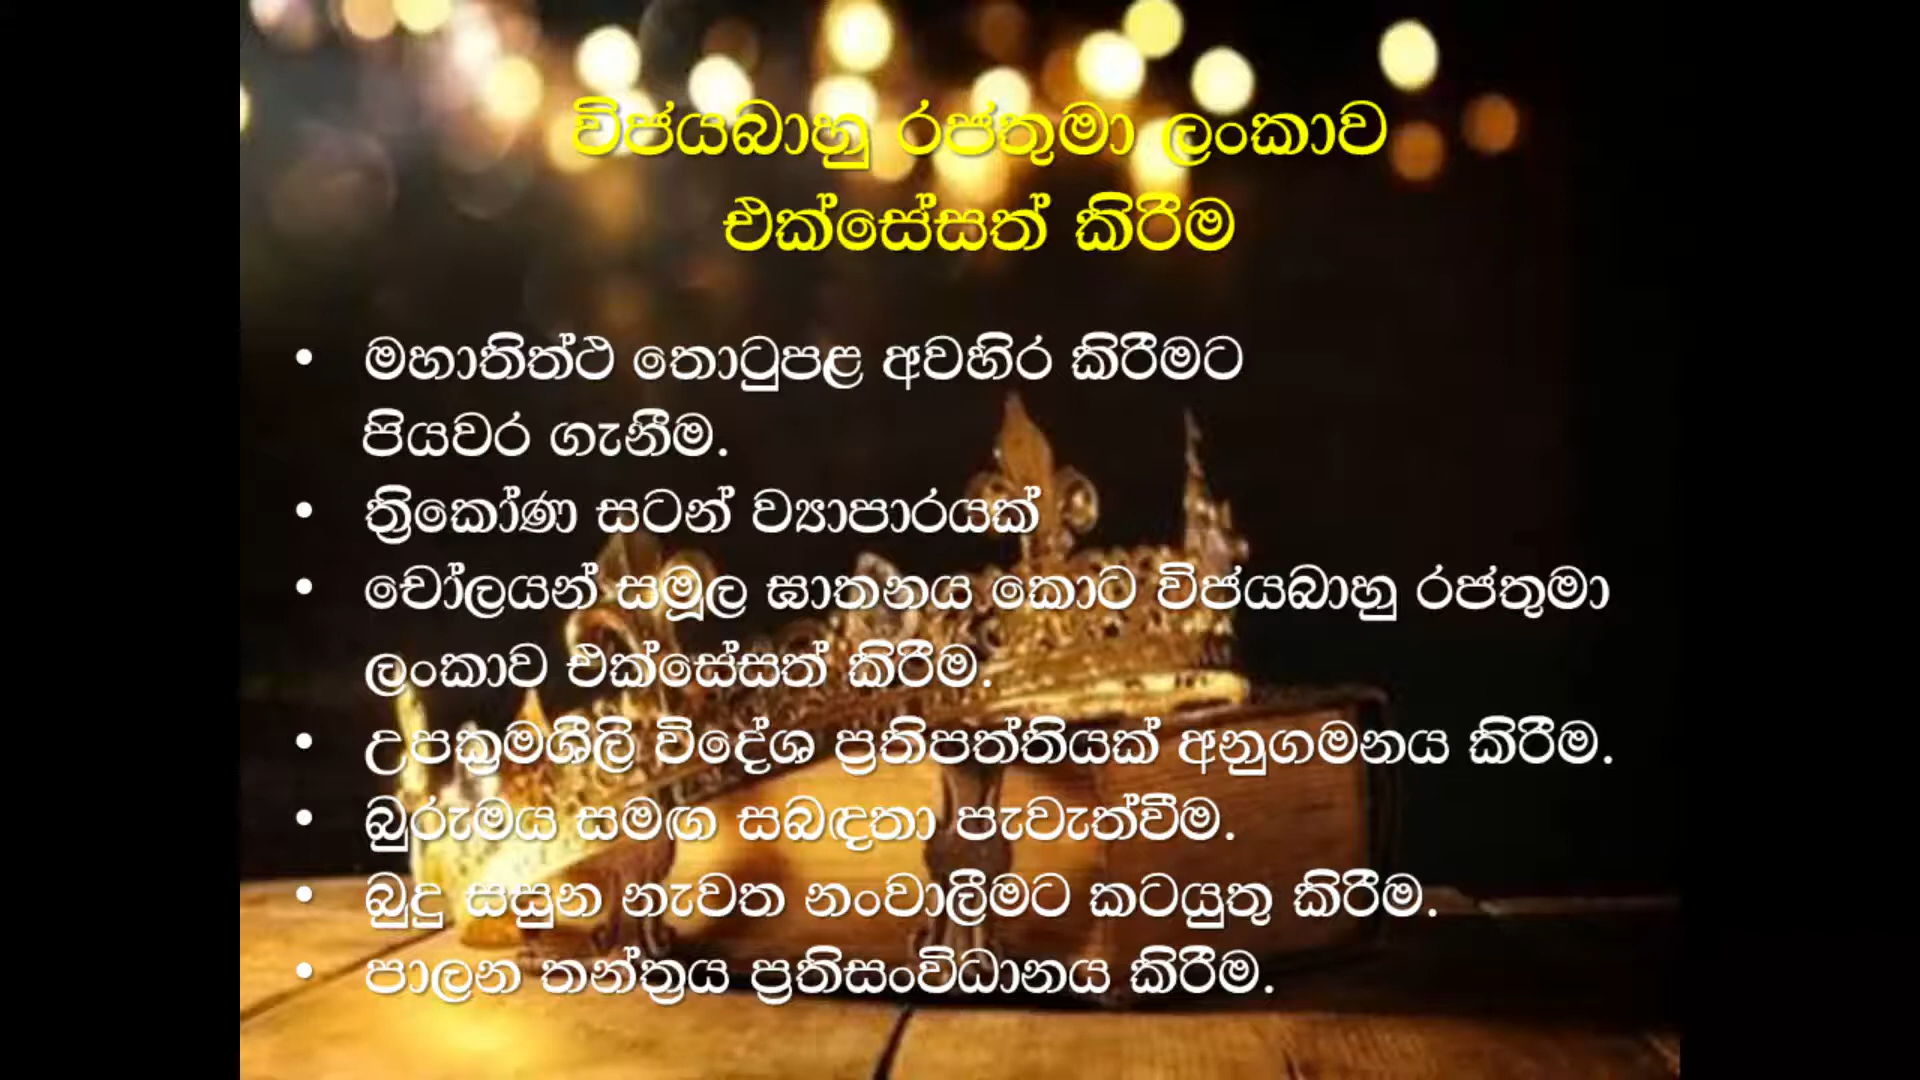 විජයබාහු රජතුමා ලංකාව
එක්සේසත් කිරීම
• මහාතිත්ථ තොටුපළ අවහිර කිරීමට
පියවර ගැනීම.
• ත්‍රිකෝණ සටන් ව්‍යාපාරයක්
• චෝලයන් සමූල ඝාතනය කොට විජයබාහු රජතුමා
ලංකාව එක්සේසත් කිරීම.
• උපක්‍රමශීලි විදේශ ප්‍රතිපත්තියක් අනුගමනය කිරීම.
• බුරුමය සමඟ සබඳතා පැවැත්වීම.
• බුදු සසුන නැවත නංවාලීමට කටයුතු කිරීම.
• පාලන තන්ත්‍රය ප්‍රතිසංවිධානය කිරීම.